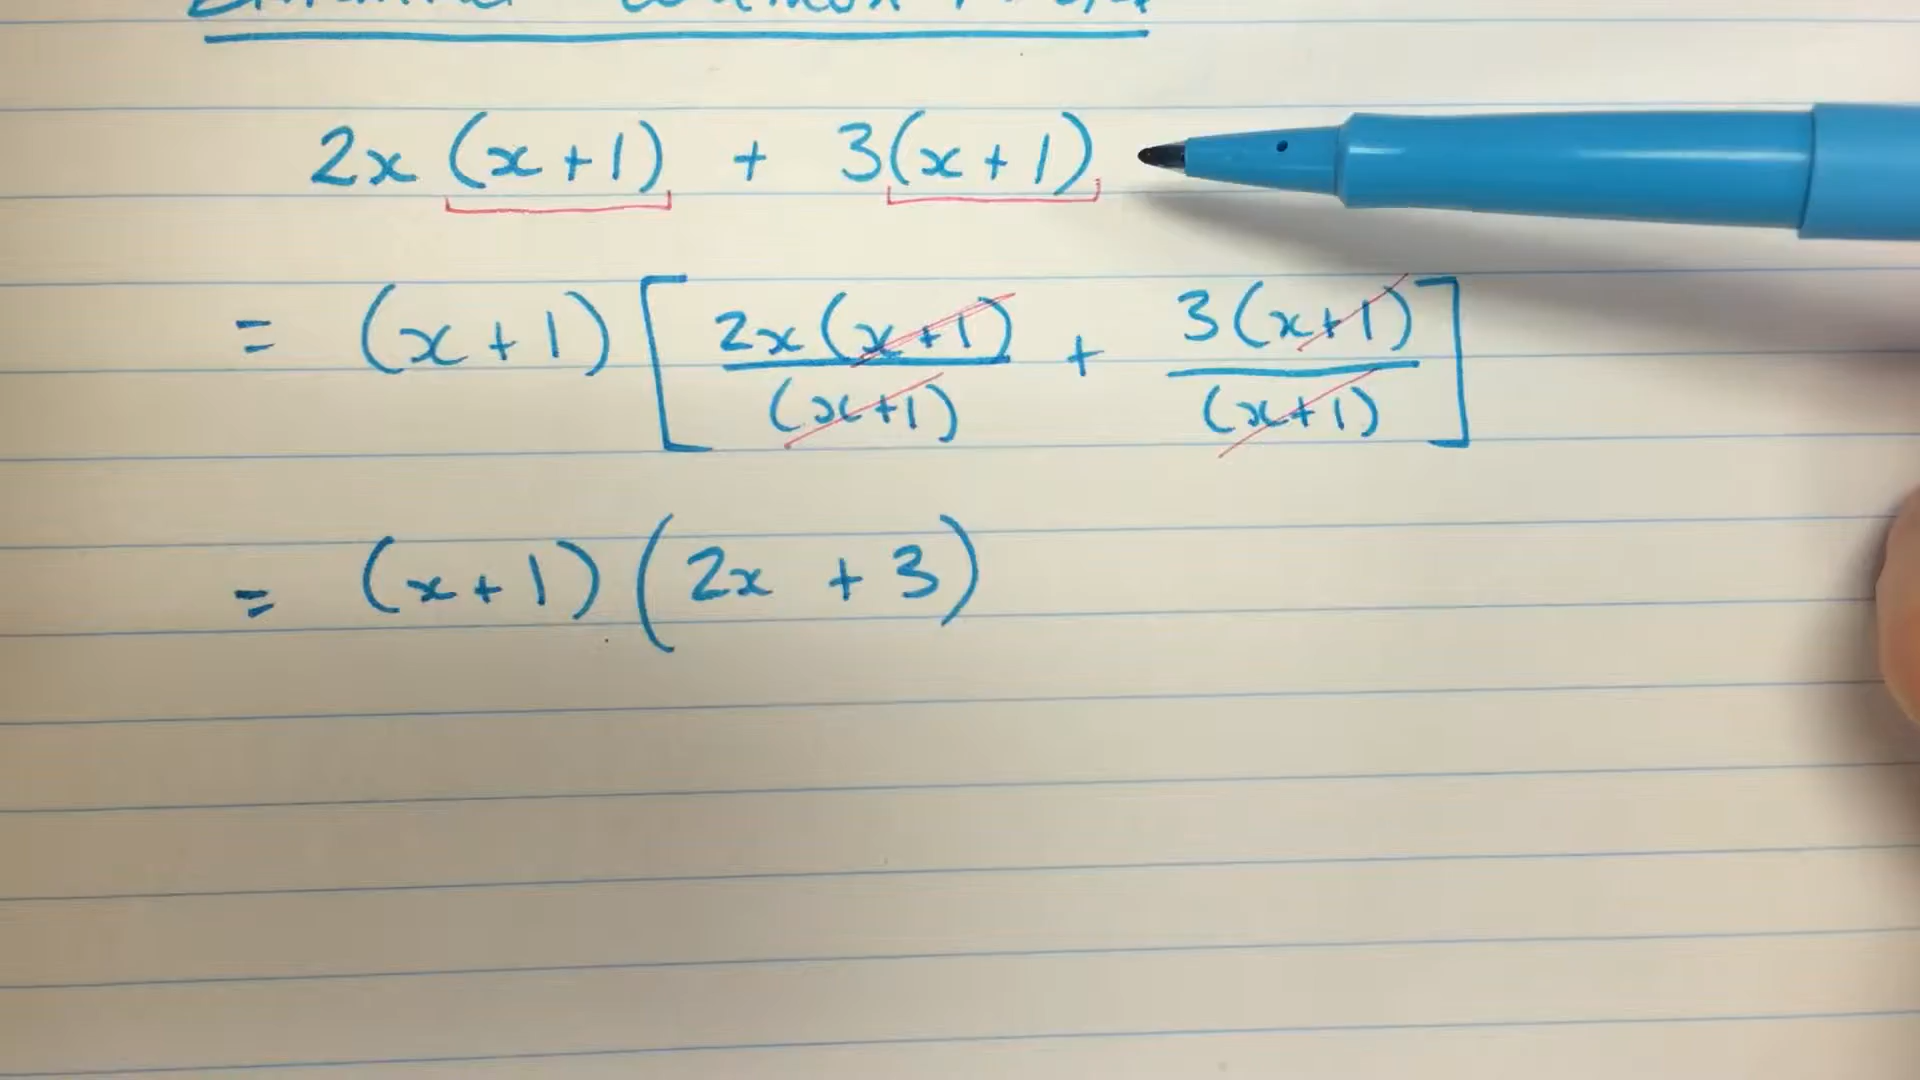 2x (x+1) + 3(x+1)
= (x+1) [ 2x(x+1)/(x+1) + 3(x+1)/(x+1) ]
= (x+1) (2x + 3)